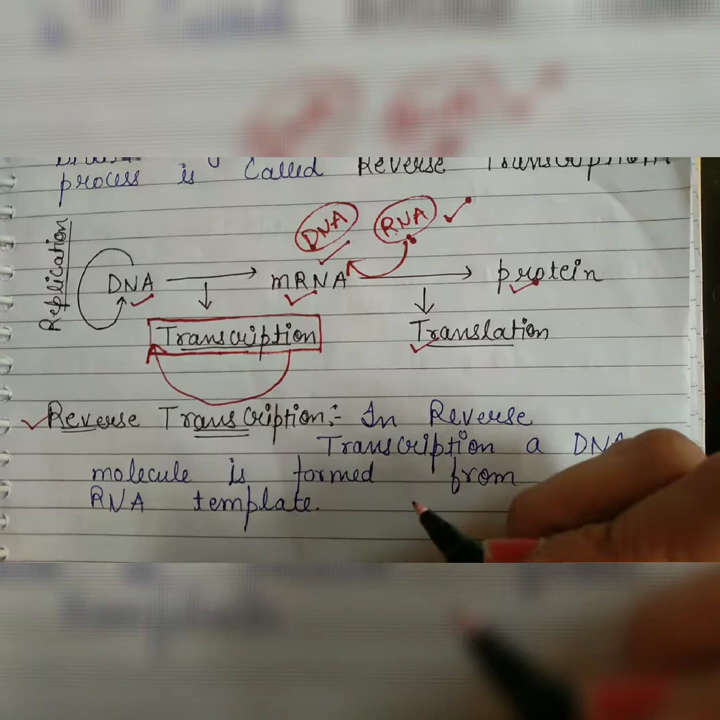 process is Called Reverse Transcription
Replication
DNA RNA
DNA → mRNA → protein
Transcription Translation
Reverse Transcription:- In Reverse
Transcription a DNA
molecule is formed from
RNA template.